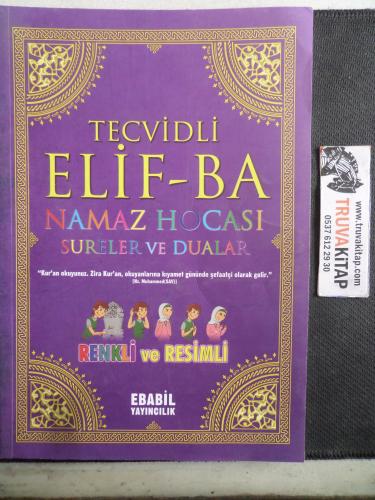 TECVİDLİ
ELİF-BA
NAMAZ HOCASI
SURELER VE DUALAR
"Kur'an okuyunuz. Zira Kur'an, okuyanlarına kıyamet gününde şefaatçi olarak gelir."
(Hz. Muhammed(SAV))
RENKLİ ve RESİMLİ
EBABİL
YAYINCILIK
www.truvakitap.com
TRUVAKİTAP
0537 612 29 30